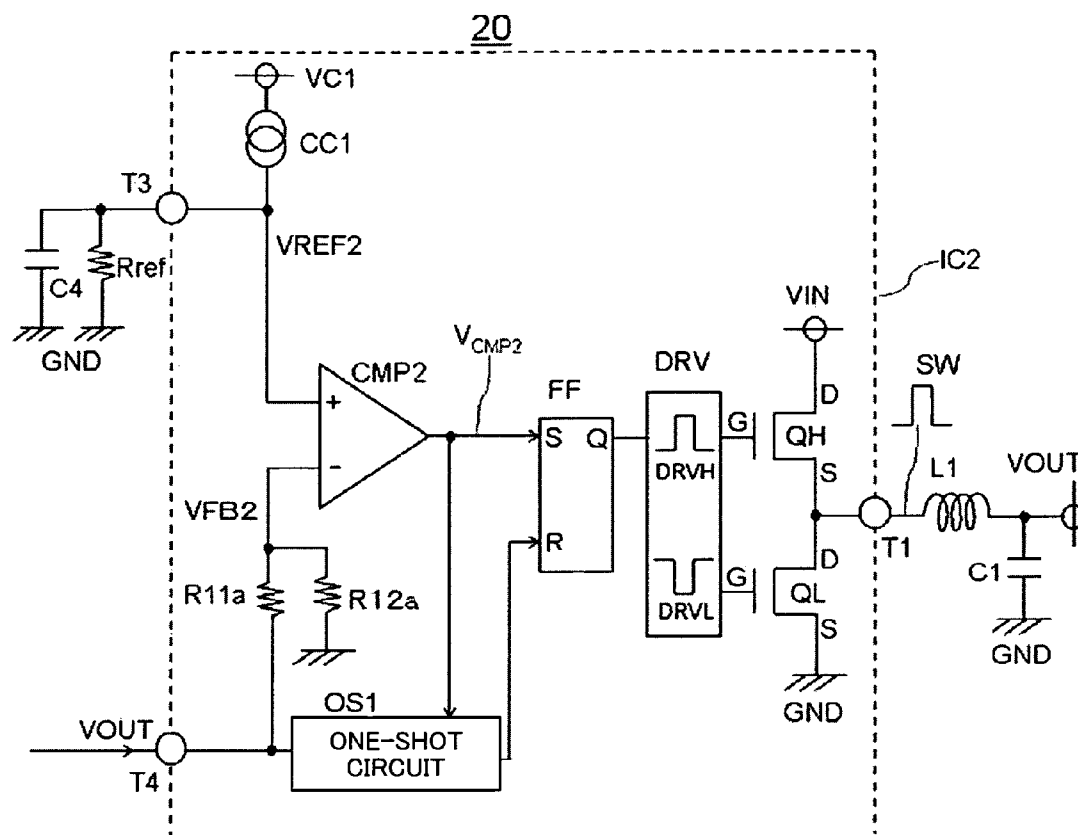 20
VC1
CC1
T3
VREF2
C4
Rref
GND
IC2
VIN
VCMP2
CMP2
FF
DRV
SW
+
D
S
Q
G
QH
DRVH
S
L1
VOUT
-
VFB2
T1
R
D
G
QL
C1
R11a
R12a
DRVL
S
GND
OS1
GND
VOUT
ONE-SHOT
CIRCUIT
T4